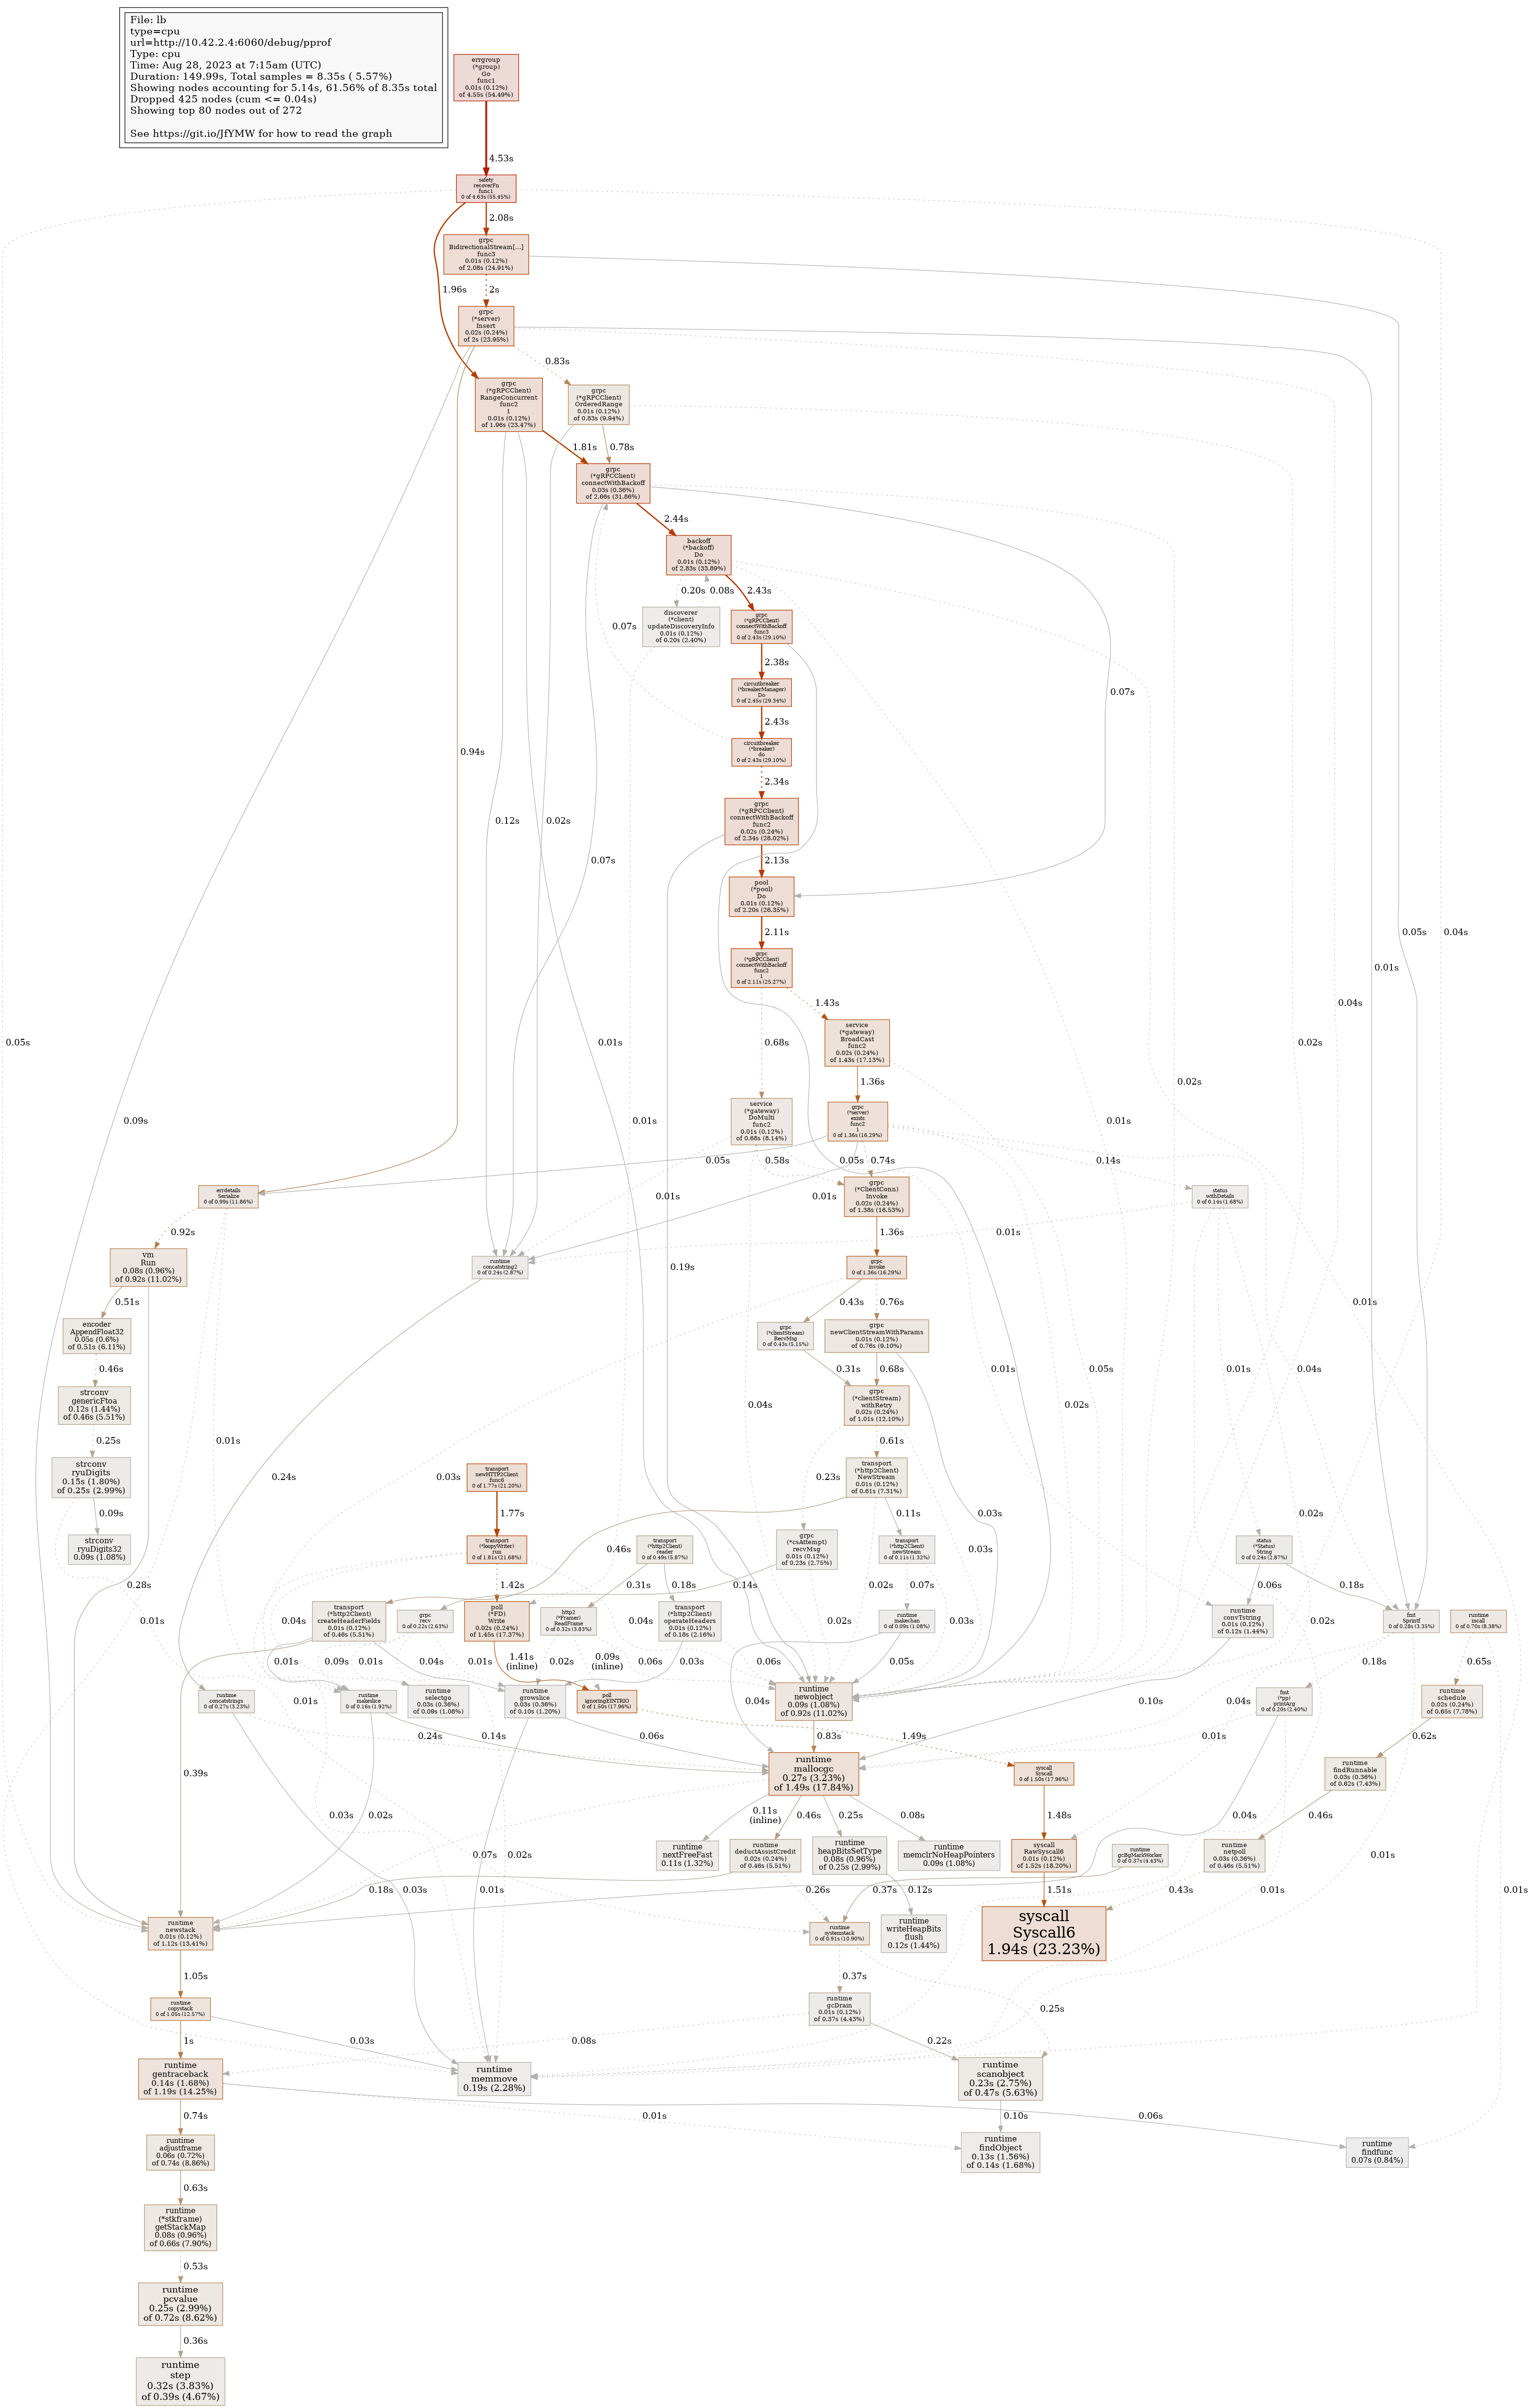 File: lb
type=cpu
url=http://10.42.2.4:6060/debug/pprof
Type: cpu
Time: Aug 28, 2023 at 7:15am (UTC)
Duration: 149.99s, Total samples = 8.35s ( 5.57%)
Showing nodes accounting for 5.14s, 61.56% of 8.35s total
Dropped 425 nodes (cum <= 0.04s)
Showing top 80 nodes out of 272
See https://git.io/JfYMW for how to read the graph
errgroup
(*group)
Go
func1
0.01s (0.12%)
of 4.55s (54.49%)
4.53s
safety
recoverFn
func1
0 of 4.63s (55.45%)
2.08s
grpc
BidirectionalStream[...]
func3
0.01s (0.12%)
of 2.08s (24.91%)
1.96s
2s
grpc
(*server)
Insert
0.02s (0.24%)
of 2s (23.95%)
0.83s
grpc
(*gRPCClient)
RangeConcurrent
func2
1
0.01s (0.12%)
of 1.96s (23.47%)
grpc
(*gRPCClient)
OrderedRange
0.01s (0.12%)
of 0.83s (9.94%)
1.81s
0.78s
grpc
(*gRPCClient)
connectWithBackoff
0.03s (0.36%)
of 2.66s (31.86%)
2.44s
backoff
(*backoff)
Do
0.01s (0.12%)
of 2.83s (33.89%)
0.20s
0.08s
2.43s
0.07s
discoverer
(*client)
updateDiscoveryInfo
0.01s (0.12%)
of 0.20s (2.40%)
grpc
(*gRPCClient)
connectWithBackoff
func3
0 of 2.43s (29.10%)
2.38s
circuitbreaker
(*breakerManager)
Do
0 of 2.45s (29.34%)
0.07s
2.43s
0.94s
circuitbreaker
(*breaker)
do
0 of 2.43s (29.10%)
2.34s
grpc
(*gRPCClient)
connectWithBackoff
func2
0.02s (0.24%)
of 2.34s (28.02%)
0.12s
0.02s
0.07s
2.13s
0.09s
pool
(*pool)
Do
0.01s (0.12%)
of 2.20s (26.35%)
2.11s
0.05s
0.04s
grpc
(*gRPCClient)
connectWithBackoff
func2
1
0 of 2.11s (25.27%)
0.01s
0.04s
1.43s
service
(*gateway)
BroadCast
func2
0.02s (0.24%)
of 1.43s (17.13%)
0.05s
0.01s
0.68s
0.02s
0.02s
1.36s
service
(*gateway)
DoMulti
func2
0.01s (0.12%)
of 0.68s (8.14%)
grpc
(*server)
exists
func2
1
0 of 1.36s (16.29%)
0.01s
0.01s
0.05s
0.58s
0.05s
0.74s
0.14s
errdetails
Serialize
0 of 0.99s (11.86%)
grpc
(*ClientConn)
Invoke
0.02s (0.24%)
of 1.38s (16.53%)
status
withDetails
0 of 0.14s (1.68%)
0.01s
0.01s
0.92s
1.36s
0.01s
vm
Run
0.08s (0.96%)
of 0.92s (11.02%)
runtime
concatstring2
0 of 0.24s (2.87%)
0.19s
grpc
invoke
0 of 1.36s (16.29%)
0.51s
0.43s
0.76s
0.01s
encoder
AppendFloat32
0.05s (0.6%)
of 0.51s (6.11%)
grpc
(*clientStream)
RecvMsg
0 of 0.43s (5.15%)
grpc
newClientStreamWithParams
0.01s (0.12%)
of 0.76s (9.10%)
0.46s
0.31s
0.68s
0.01s
0.05s
0.01s
0.04s
strconv
genericFtoa
0.12s (1.44%)
of 0.46s (5.51%)
grpc
(*clientStream)
withRetry
0.02s (0.24%)
of 1.01s (12.10%)
0.04s
0.02s
0.25s
0.01s
0.61s
strconv
ryuDigits
0.15s (1.80%)
of 0.25s (2.99%)
0.24s
0.03s
transport
newHTTP2Client
func6
0 of 1.77s (21.20%)
0.23s
transport
(*http2Client)
NewStream
0.01s (0.12%)
of 0.61s (7.31%)
0.09s
1.77s
0.11s
0.03s
0.02s
strconv
ryuDigits32
0.09s (1.08%)
transport
(*loopyWriter)
run
0 of 1.81s (21.68%)
0.46s
transport
(*http2Client)
reader
0 of 0.49s (5.87%)
grpc
(*csAttempt)
recvMsg
0.01s (0.12%)
of 0.23s (2.75%)
transport
(*http2Client)
newStream
0 of 0.11s (1.32%)
0.03s
status
(*Status)
String
0 of 0.24s (2.87%)
0.28s
1.42s
0.31s
0.18s
0.14s
0.02s
0.07s
0.06s
0.18s
0.01s
0.04s
transport
(*http2Client)
createHeaderFields
0.01s (0.12%)
of 0.46s (5.51%)
grpc
recv
0 of 0.22s (2.63%)
poll
(*FD)
Write
0.02s (0.24%)
of 1.45s (17.37%)
http2
(*Framer)
ReadFrame
0 of 0.32s (3.83%)
0.04s
transport
(*http2Client)
operateHeaders
0.01s (0.12%)
of 0.18s (2.16%)
0.02s
runtime
makechan
0 of 0.09s (1.08%)
0.03s
runtime
convTstring
0.01s (0.12%)
of 0.12s (1.44%)
0.02s
fmt
Sprintf
0 of 0.28s (3.35%)
runtime
mcall
0 of 0.70s (8.38%)
0.01s
0.09s
0.01s
0.04s
0.01s
1.41s
(inline)
0.02s
0.09s
(inline)
0.06s
0.03s
0.06s
0.05s
0.18s
0.65s
runtime
concatstrings
0 of 0.27s (3.23%)
0.01s
runtime
makeslice
0 of 0.16s (1.92%)
runtime
selectgo
0.03s (0.36%)
of 0.09s (1.08%)
runtime
growslice
0.03s (0.36%)
of 0.10s (1.20%)
poll
ignoringEINTRIO
0 of 1.50s (17.96%)
0.04s
runtime
newobject
0.09s (1.08%)
of 0.92s (11.02%)
0.10s
0.04s
fmt
(*pp)
printArg
0 of 0.20s (2.40%)
runtime
schedule
0.02s (0.24%)
of 0.65s (7.78%)
0.24s
0.14s
0.06s
0.83s
1.49s
0.01s
0.62s
0.39s
runtime
mallocgc
0.27s (3.23%)
of 1.49s (17.84%)
syscall
Syscall
0 of 1.50s (17.96%)
runtime
findRunnable
0.03s (0.36%)
of 0.62s (7.43%)
0.03s
0.02s
0.11s
(inline)
0.46s
0.25s
0.08s
1.48s
0.04s
0.46s
0.07s
0.02s
0.01s
runtime
nextFreeFast
0.11s (1.32%)
runtime
deductAssistCredit
0.02s (0.24%)
of 0.46s (5.51%)
runtime
heapBitsSetType
0.08s (0.96%)
of 0.25s (2.99%)
runtime
memclrNoHeapPointers
0.09s (1.08%)
syscall
RawSyscall6
0.01s (0.12%)
of 1.52s (18.20%)
runtime
gcBgMarkWorker
0 of 0.37s (4.43%)
runtime
netpoll
0.03s (0.36%)
of 0.46s (5.51%)
0.01s
0.18s
0.03s
0.01s
0.26s
0.37s
0.12s
1.51s
0.43s
0.01s
0.01s
runtime
newstack
0.01s (0.12%)
of 1.12s (13.41%)
runtime
systemstack
0 of 0.91s (10.90%)
runtime
writeHeapBits
flush
0.12s (1.44%)
syscall
Syscall6
1.94s (23.23%)
1.05s
0.37s
runtime
copystack
0 of 1.05s (12.57%)
runtime
gcDrain
0.01s (0.12%)
of 0.37s (4.43%)
0.25s
1s
0.03s
0.08s
0.22s
runtime
gentraceback
0.14s (1.68%)
of 1.19s (14.25%)
runtime
memmove
0.19s (2.28%)
runtime
scanobject
0.23s (2.75%)
of 0.47s (5.63%)
0.74s
0.01s
0.10s
0.06s
runtime
adjustframe
0.06s (0.72%)
of 0.74s (8.86%)
runtime
findObject
0.13s (1.56%)
of 0.14s (1.68%)
runtime
findfunc
0.07s (0.84%)
0.63s
runtime
(*stkframe)
getStackMap
0.08s (0.96%)
of 0.66s (7.90%)
0.53s
runtime
pcvalue
0.25s (2.99%)
of 0.72s (8.62%)
0.36s
runtime
step
0.32s (3.83%)
of 0.39s (4.67%)